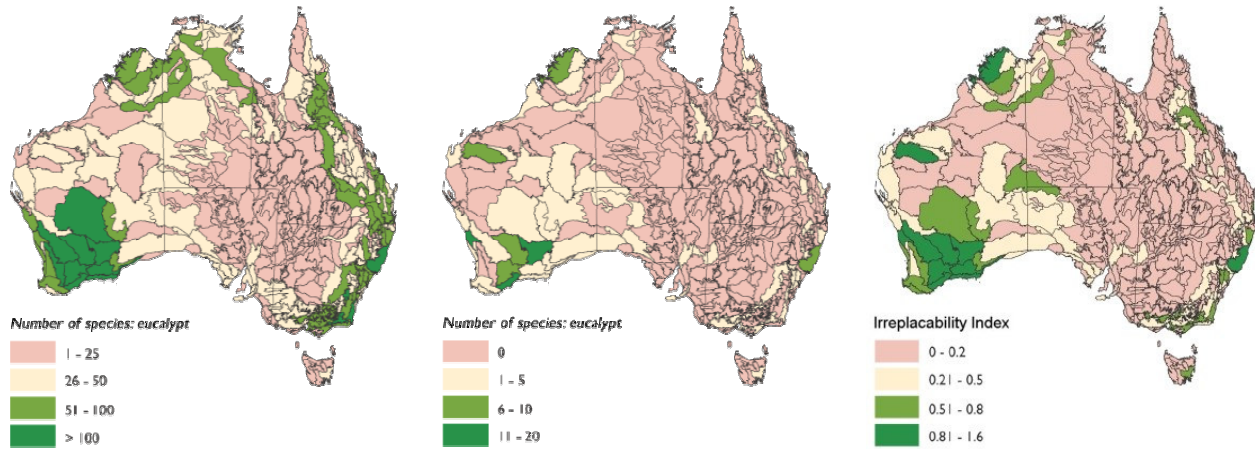 Number of species: eucalypt
1 - 25
26 - 50
51 - 100
> 100
Number of species: eucalypt
0
1 - 5
6 - 10
11 - 20
Irreplacability Index
0 - 0.2
0.21 - 0.5
0.51 - 0.8
0.81 - 1.6